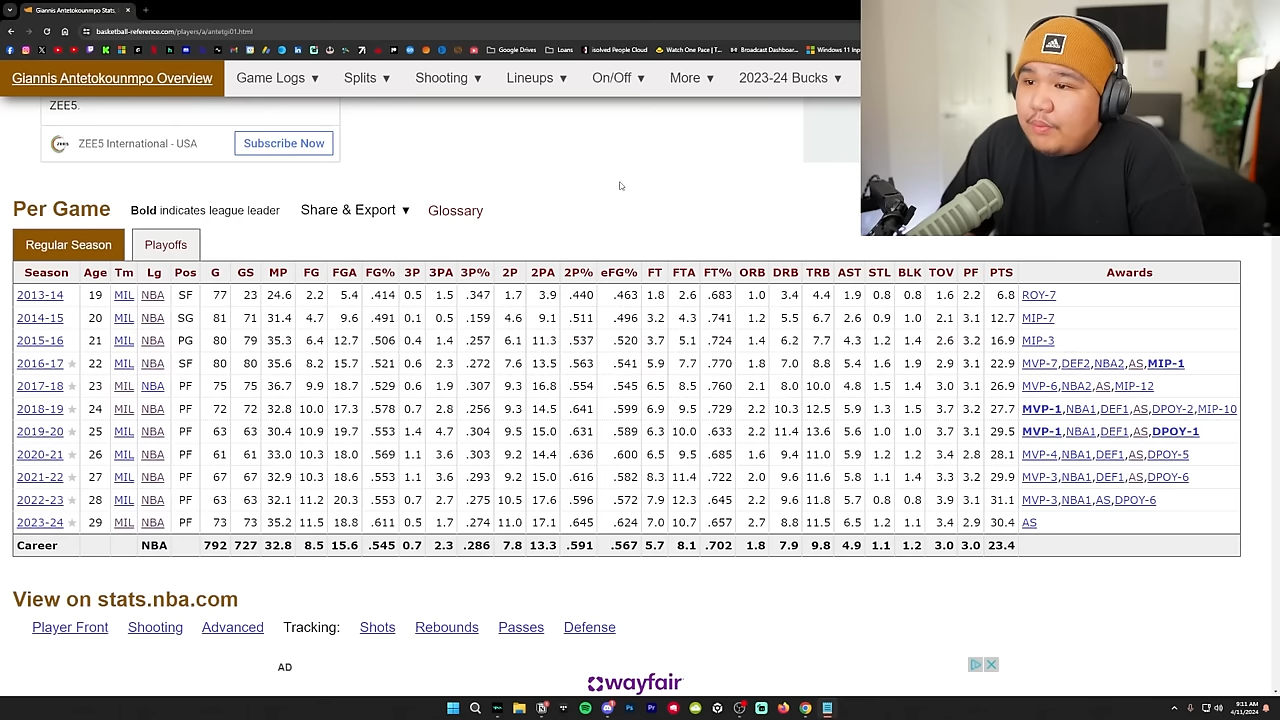 Giannis Antetokounmpo Stats,
basketball-reference.com/players/a/antetgi01.html
Google Drives Loans isolved People Cloud Watch One Pace | T... Broadcast Dashboar... Windows 11 Inp
Giannis Antetokounmpo Overview Game Logs ▼ Splits ▼ Shooting ▼ Lineups ▼ On/Off ▼ More ▼ 2023-24 Bucks ▼
ZEE5.
ZEE5 ZEE5 International - USA Subscribe Now
Per Game Bold indicates league leader Share & Export ▼ Glossary
Regular Season Playoffs
Season Age Tm Lg Pos G GS MP FG FGA FG% 3P 3PA 3P% 2P 2PA 2P% eFG% FT FTA FT% ORB DRB TRB AST STL BLK TOV PF PTS Awards
2013-14 19 MIL NBA SF 77 23 24.6 2.2 5.4 .414 0.5 1.5 .347 1.7 3.9 .440 .463 1.8 2.6 .683 1.0 3.4 4.4 1.9 0.8 0.8 1.6 2.2 6.8 ROY-7
2014-15 20 MIL NBA SG 81 71 31.4 4.7 9.6 .491 0.1 0.5 .159 4.6 9.1 .511 .496 3.2 4.3 .741 1.2 5.5 6.7 2.6 0.9 1.0 2.1 3.1 12.7 MIP-7
2015-16 21 MIL NBA PG 80 79 35.3 6.4 12.7 .506 0.4 1.4 .257 6.1 11.3 .537 .520 3.7 5.1 .724 1.4 6.2 7.7 4.3 1.2 1.4 2.6 3.2 16.9 MIP-3
2016-17 ★ 22 MIL NBA SF 80 80 35.6 8.2 15.7 .521 0.6 2.3 .272 7.6 13.5 .563 .541 5.9 7.7 .770 1.8 7.0 8.8 5.4 1.6 1.9 2.9 3.1 22.9 MVP-7,DEF2,NBA2,AS,MIP-1
2017-18 ★ 23 MIL NBA PF 75 75 36.7 9.9 18.7 .529 0.6 1.9 .307 9.3 16.8 .554 .545 6.5 8.5 .760 2.1 8.0 10.0 4.8 1.5 1.4 3.0 3.1 26.9 MVP-6,NBA2,AS,MIP-12
2018-19 ★ 24 MIL NBA PF 72 72 32.8 10.0 17.3 .578 0.7 2.8 .256 9.3 14.5 .641 .599 6.9 9.5 .729 2.2 10.3 12.5 5.9 1.3 1.5 3.7 3.2 27.7 MVP-1,NBA1,DEF1,AS,DPOY-2,MIP-10
2019-20 ★ 25 MIL NBA PF 63 63 30.4 10.9 19.7 .553 1.4 4.7 .304 9.5 15.0 .631 .589 6.3 10.0 .633 2.2 11.4 13.6 5.6 1.0 1.0 3.7 3.1 29.5 MVP-1,NBA1,DEF1,AS,DPOY-1
2020-21 ★ 26 MIL NBA PF 61 61 33.0 10.3 18.0 .569 1.1 3.6 .303 9.2 14.4 .636 .600 6.5 9.5 .685 1.6 9.4 11.0 5.9 1.2 1.2 3.4 2.8 28.1 MVP-4,NBA1,DEF1,AS,DPOY-5
2021-22 ★ 27 MIL NBA PF 67 67 32.9 10.3 18.6 .553 1.1 3.6 .293 9.2 15.0 .616 .582 8.3 11.4 .722 2.0 9.6 11.6 5.8 1.1 1.4 3.3 3.2 29.9 MVP-3,NBA1,DEF1,AS,DPOY-6
2022-23 ★ 28 MIL NBA PF 63 63 32.1 11.2 20.3 .553 0.7 2.7 .275 10.5 17.6 .596 .572 7.9 12.3 .645 2.2 9.6 11.8 5.7 0.8 0.8 3.9 3.1 31.1 MVP-3,NBA1,AS,DPOY-6
2023-24 ★ 29 MIL NBA PF 73 73 35.2 11.5 18.8 .611 0.5 1.7 .274 11.0 17.1 .645 .624 7.0 10.7 .657 2.7 8.8 11.5 6.5 1.2 1.1 3.4 2.9 30.4 AS
Career NBA 792 727 32.8 8.5 15.6 .545 0.7 2.3 .286 7.8 13.3 .591 .567 5.7 8.1 .702 1.8 7.9 9.8 4.9 1.1 1.2 3.0 3.0 23.4
View on stats.nba.com
Player Front Shooting Advanced Tracking: Shots Rebounds Passes Defense
AD
wayfair
9:11 AM
4/11/2024